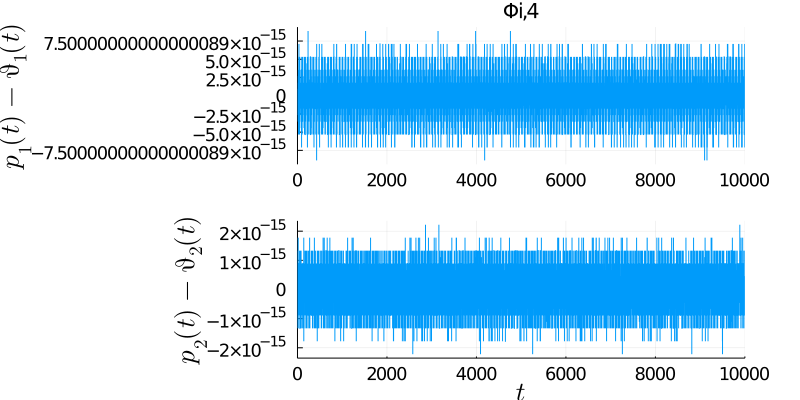 Φi,4
7.500000000000000089×10⁻¹⁵
5.0×10⁻¹⁵
2.5×10⁻¹⁵
0
−2.5×10⁻¹⁵
−5.0×10⁻¹⁵
−7.500000000000000089×10⁻¹⁵
p₁(t) − ϑ₁(t)
0 2000 4000 6000 8000 10000
2×10⁻¹⁵
1×10⁻¹⁵
0
−1×10⁻¹⁵
−2×10⁻¹⁵
p₂(t) − ϑ₂(t)
0 2000 4000 6000 8000 10000
t